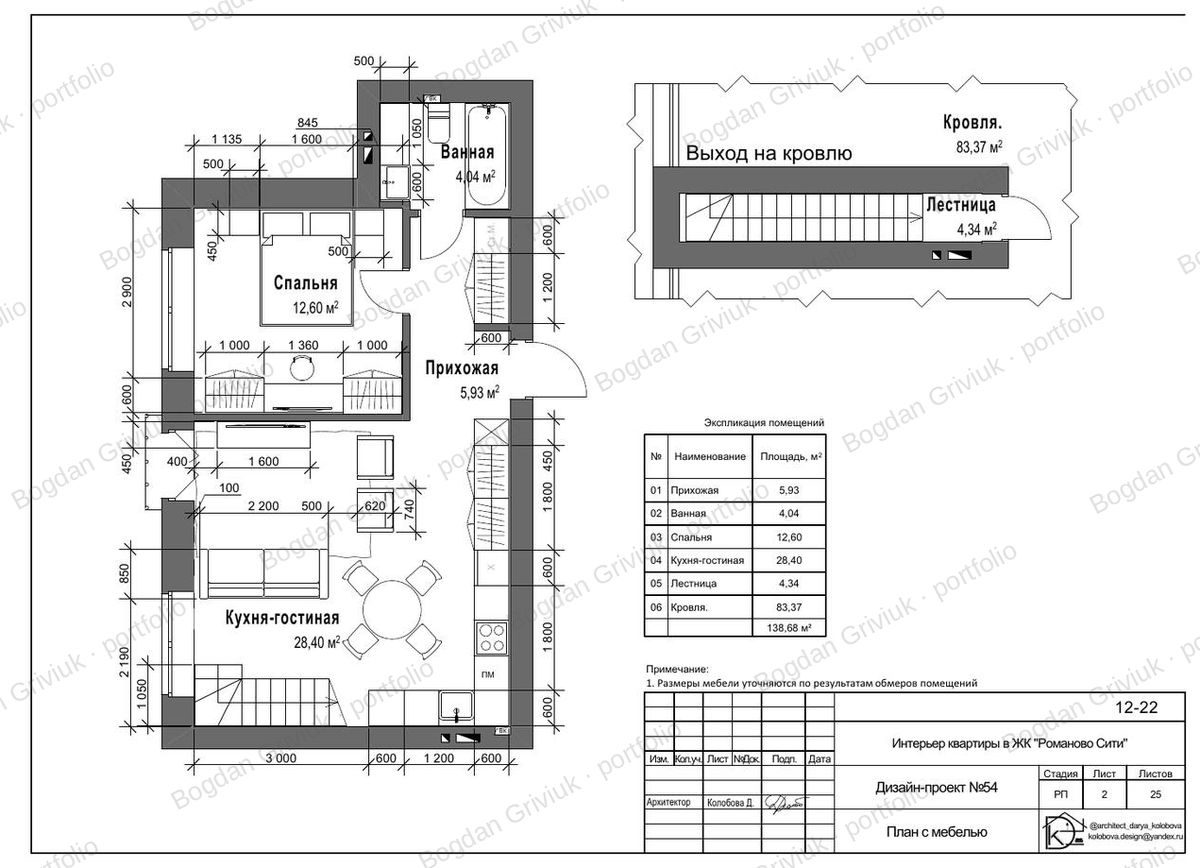 Bogdan Griviuk · portfolio
500
845
1 135
1 600
500
ВК
1 050
600
Ванная
4,04 м²
450
500
Спальня
12,60 м²
2 900
600
1 000
1 360
1 000
Ст.М
600
1 200
600
Прихожая
5,93 м²
450
400
1 600
100
2 200
500
620
740
450
1 800
600
Х
850
Кухня-гостиная
28,40 м²
2 190
1 050
1 800
ПМ
600
ВК
3 000
600
1 200
600
Кровля.
83,37 м²
Выход на кровлю
Лестница
4,34 м²
Экспликация помещений
№ Наименование Площадь, м²
01 Прихожая 5,93
02 Ванная 4,04
03 Спальня 12,60
04 Кухня-гостиная 28,40
05 Лестница 4,34
06 Кровля. 83,37
138,68 м²
Примечание:
1. Размеры мебели уточняются по результатам обмеров помещений
12-22
Интерьер квартиры в ЖК "Романово Сити"
Изм. Кол.уч. Лист №Док. Подп. Дата
Архитектор Колобова Д.
Дизайн-проект №54
Стадия Лист Листов
РП 2 25
План с мебелью
@architect_darya_kolobova
kolobova.design@yandex.ru